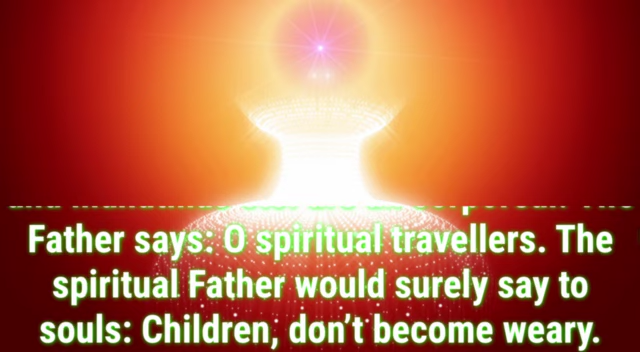 Father says: O spiritual travellers. The
spiritual Father would surely say to
souls: Children, don't become weary.